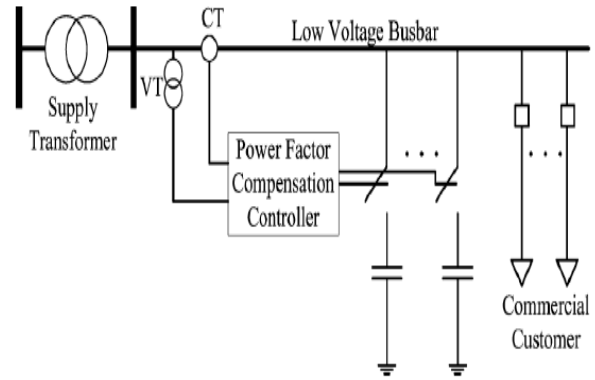 CT
Low Voltage Busbar
VT
Supply
Transformer
Power Factor
Compensation
Controller
Commercial
Customer